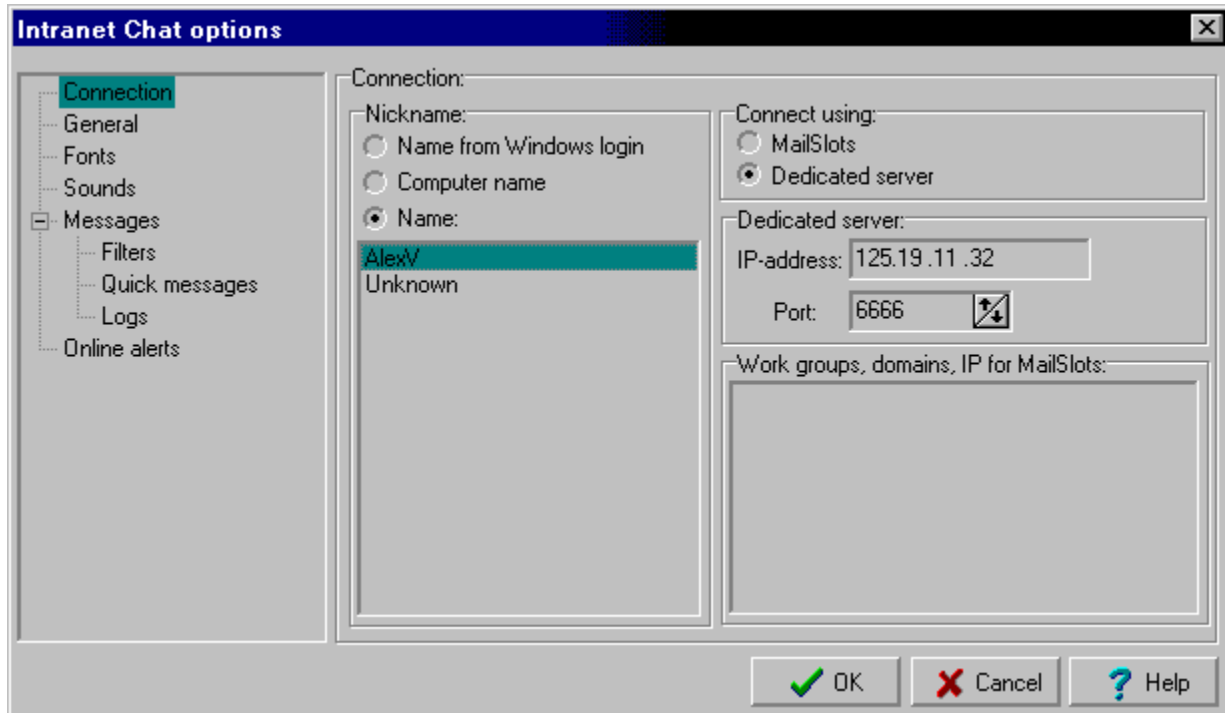 Intranet Chat options
Connection
General
Fonts
Sounds
Messages
Filters
Quick messages
Logs
Online alerts
Connection:
Nickname:
Name from Windows login
Computer name
Name:
AlexV
Unknown
Connect using:
MailSlots
Dedicated server
Dedicated server:
IP-address: 125.19 .11 .32
Port: 6666
Work groups, domains, IP for MailSlots:
OK Cancel Help